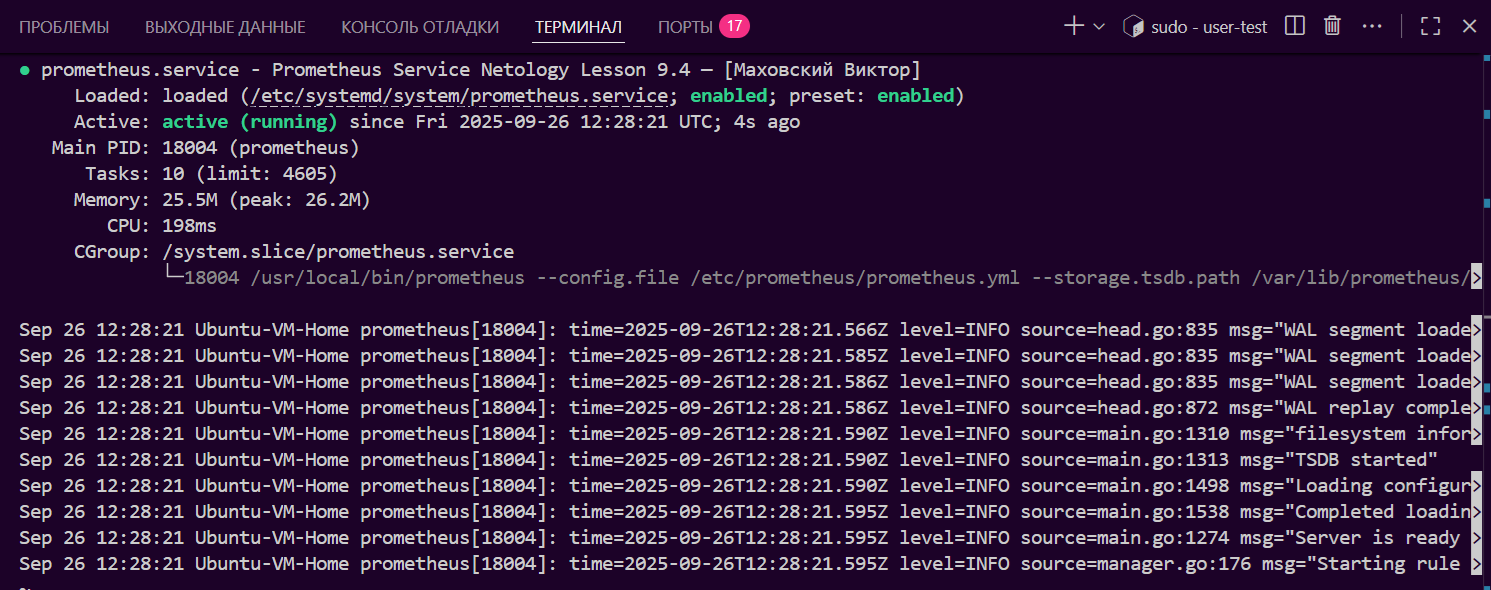 ПРОБЛЕМЫ ВЫХОДНЫЕ ДАННЫЕ КОНСОЛЬ ОТЛАДКИ ТЕРМИНАЛ ПОРТЫ 17 sudo - user-test
● prometheus.service - Prometheus Service Netology Lesson 9.4 — [Маховский Виктор]
Loaded: loaded (/etc/systemd/system/prometheus.service; enabled; preset: enabled)
Active: active (running) since Fri 2025-09-26 12:28:21 UTC; 4s ago
Main PID: 18004 (prometheus)
Tasks: 10 (limit: 4605)
Memory: 25.5M (peak: 26.2M)
CPU: 198ms
CGroup: /system.slice/prometheus.service
└─18004 /usr/local/bin/prometheus --config.file /etc/prometheus/prometheus.yml --storage.tsdb.path /var/lib/prometheus/>
Sep 26 12:28:21 Ubuntu-VM-Home prometheus[18004]: time=2025-09-26T12:28:21.566Z level=INFO source=head.go:835 msg="WAL segment loade>
Sep 26 12:28:21 Ubuntu-VM-Home prometheus[18004]: time=2025-09-26T12:28:21.585Z level=INFO source=head.go:835 msg="WAL segment loade>
Sep 26 12:28:21 Ubuntu-VM-Home prometheus[18004]: time=2025-09-26T12:28:21.586Z level=INFO source=head.go:835 msg="WAL segment loade>
Sep 26 12:28:21 Ubuntu-VM-Home prometheus[18004]: time=2025-09-26T12:28:21.586Z level=INFO source=head.go:872 msg="WAL replay comple>
Sep 26 12:28:21 Ubuntu-VM-Home prometheus[18004]: time=2025-09-26T12:28:21.590Z level=INFO source=main.go:1310 msg="filesystem infor>
Sep 26 12:28:21 Ubuntu-VM-Home prometheus[18004]: time=2025-09-26T12:28:21.590Z level=INFO source=main.go:1313 msg="TSDB started"
Sep 26 12:28:21 Ubuntu-VM-Home prometheus[18004]: time=2025-09-26T12:28:21.590Z level=INFO source=main.go:1498 msg="Loading configur>
Sep 26 12:28:21 Ubuntu-VM-Home prometheus[18004]: time=2025-09-26T12:28:21.595Z level=INFO source=main.go:1538 msg="Completed loadin>
Sep 26 12:28:21 Ubuntu-VM-Home prometheus[18004]: time=2025-09-26T12:28:21.595Z level=INFO source=main.go:1274 msg="Server is ready >
Sep 26 12:28:21 Ubuntu-VM-Home prometheus[18004]: time=2025-09-26T12:28:21.595Z level=INFO source=manager.go:176 msg="Starting rule >